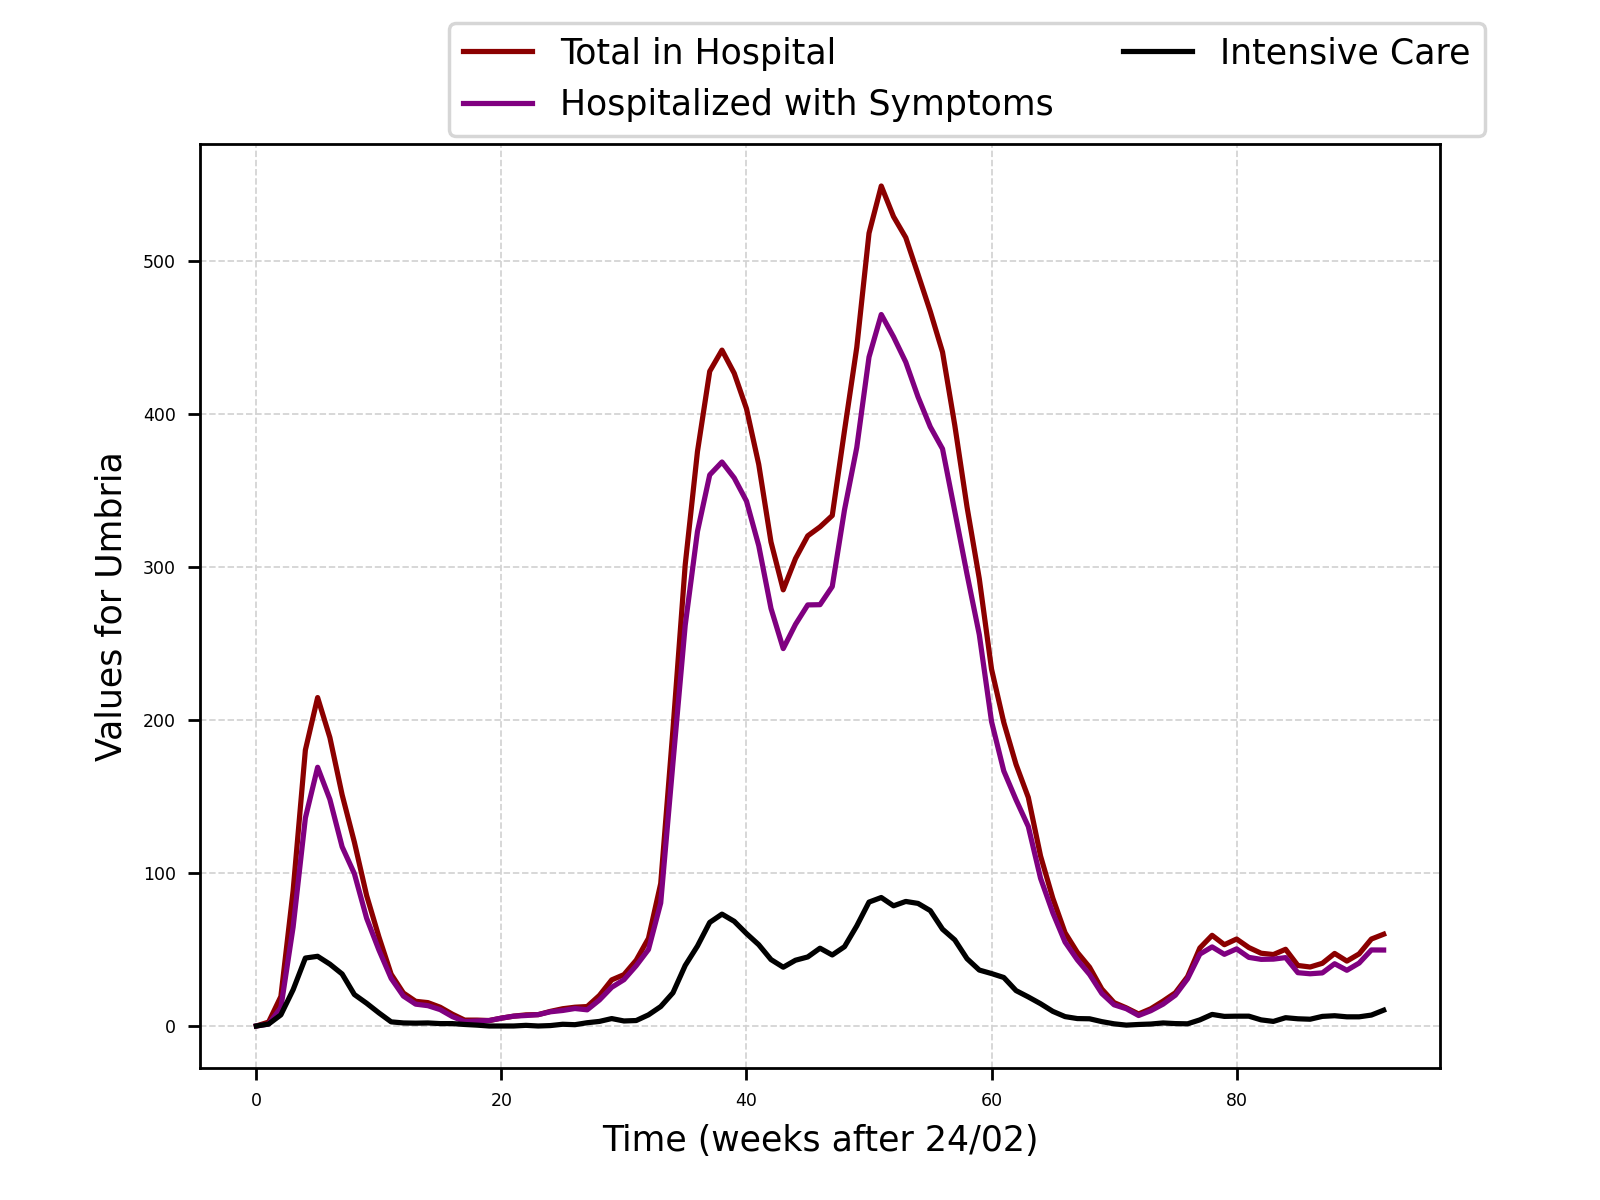 Total in Hospital
Hospitalized with Symptoms
Intensive Care
Values for Umbria
500
400
300
200
100
0
0 20 40 60 80
Time (weeks after 24/02)